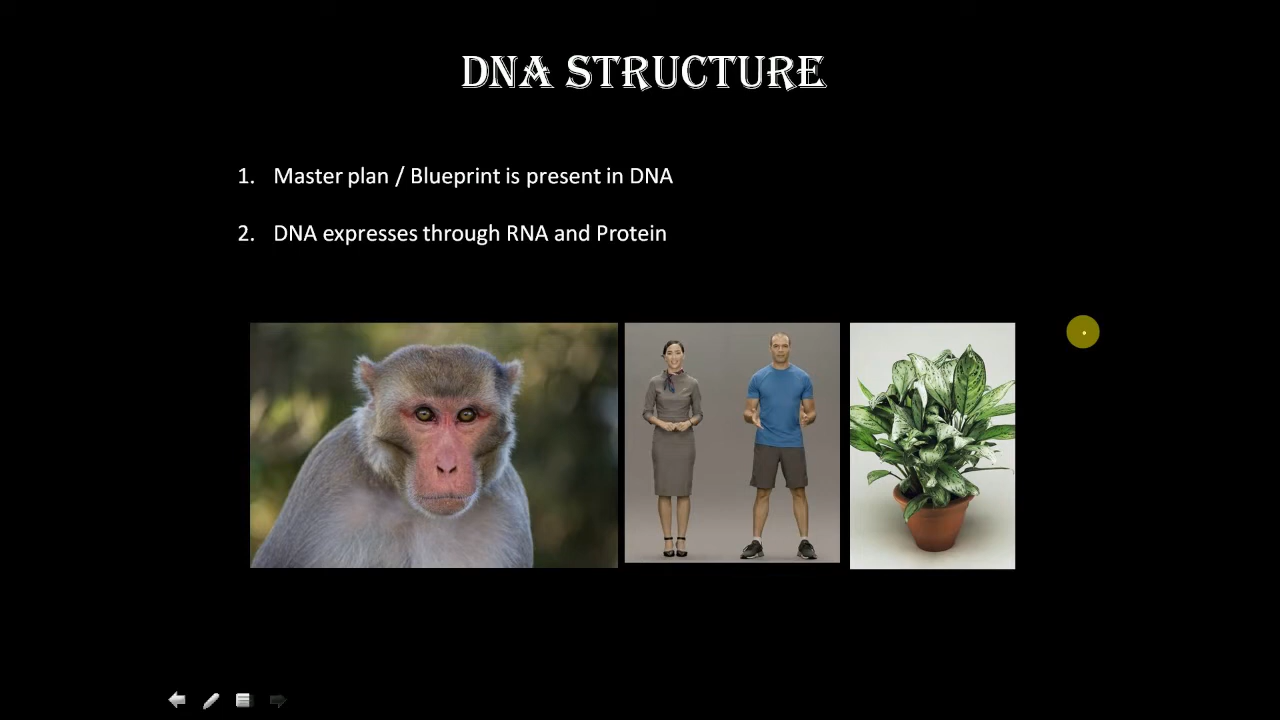 DNA STRUCTURE
1. Master plan / Blueprint is present in DNA
2. DNA expresses through RNA and Protein